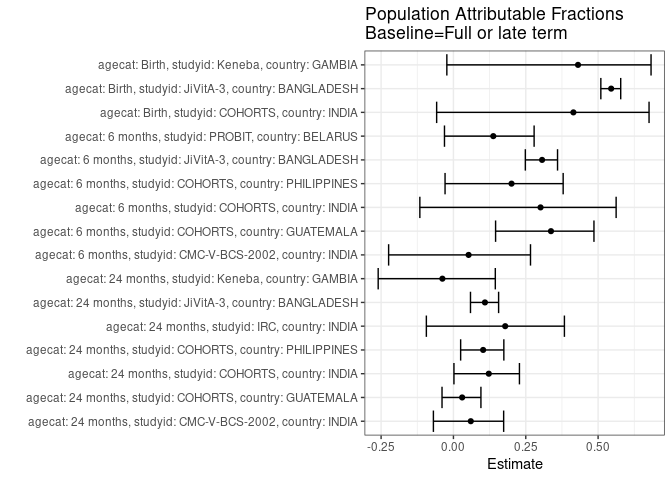 Population Attributable Fractions
Baseline=Full or late term
agecat: Birth, studyid: Keneba, country: GAMBIA
agecat: Birth, studyid: JiVitA-3, country: BANGLADESH
agecat: Birth, studyid: COHORTS, country: INDIA
agecat: 6 months, studyid: PROBIT, country: BELARUS
agecat: 6 months, studyid: JiVitA-3, country: BANGLADESH
agecat: 6 months, studyid: COHORTS, country: PHILIPPINES
agecat: 6 months, studyid: COHORTS, country: INDIA
agecat: 6 months, studyid: COHORTS, country: GUATEMALA
agecat: 6 months, studyid: CMC-V-BCS-2002, country: INDIA
agecat: 24 months, studyid: Keneba, country: GAMBIA
agecat: 24 months, studyid: JiVitA-3, country: BANGLADESH
agecat: 24 months, studyid: IRC, country: INDIA
agecat: 24 months, studyid: COHORTS, country: PHILIPPINES
agecat: 24 months, studyid: COHORTS, country: INDIA
agecat: 24 months, studyid: COHORTS, country: GUATEMALA
agecat: 24 months, studyid: CMC-V-BCS-2002, country: INDIA
-0.25 0.00 0.25 0.50
Estimate